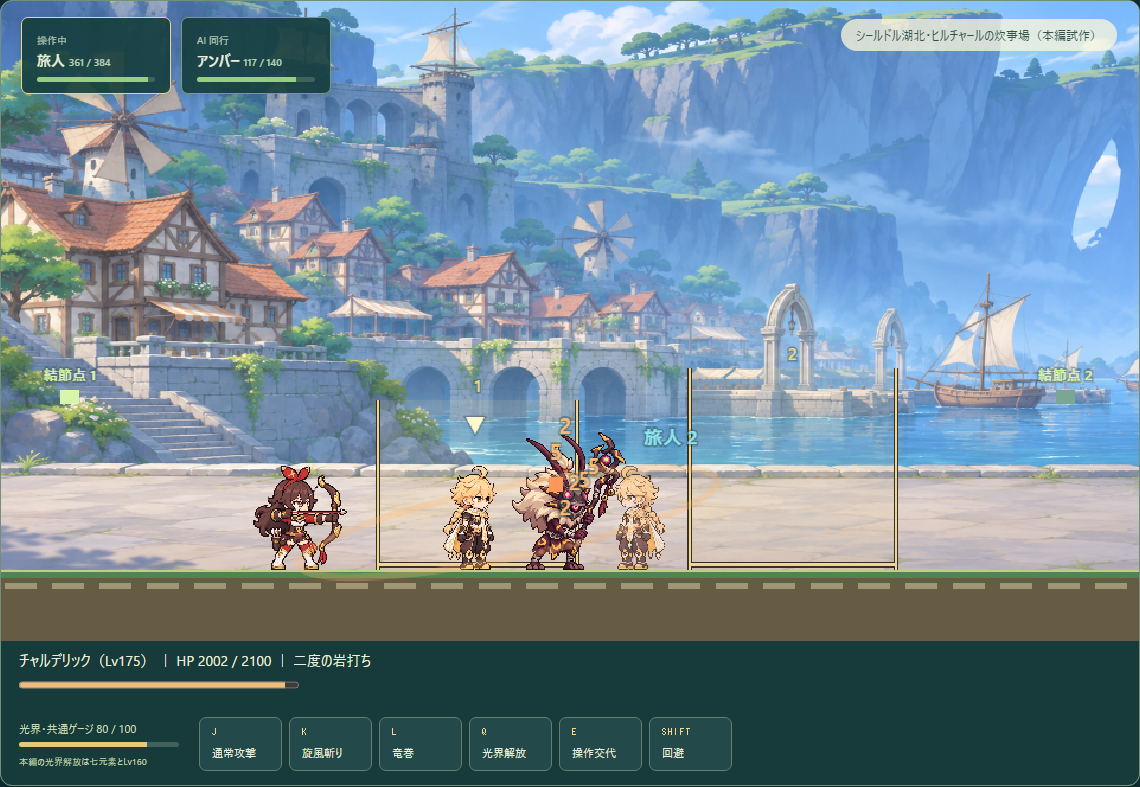 操作中
旅人 361 / 384
AI 同行
アンバー 117 / 140
シールドル湖北・ヒルチャールの炊事場（本編試作）
2
結節点 1
結節点 2
1
2
旅人 2
5
5
25
2
チャルデリック（Lv175） | HP 2002 / 2100 | 二度の岩打ち
光界・共通ゲージ 80 / 100
本編の光界解放は七元素とLv160
J
通常攻撃
K
旋風斬り
L
竜巻
Q
光界解放
E
操作交代
SHIFT
回避